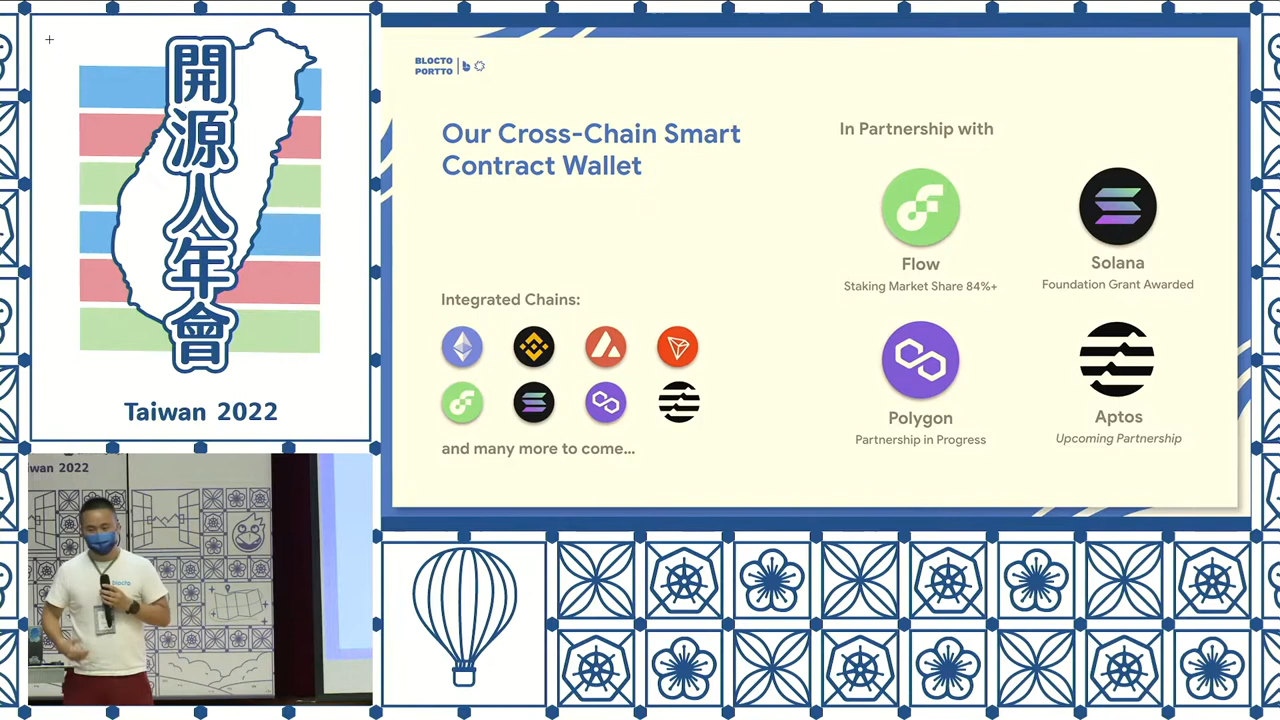 開源人年會
Taiwan 2022
BLOCTO
PORTTO
Our Cross-Chain Smart
Contract Wallet
Integrated Chains:
and many more to come...
In Partnership with
Flow
Staking Market Share 84%+
Solana
Foundation Grant Awarded
Polygon
Partnership in Progress
Aptos
Upcoming Partnership
wan 2022
blocto